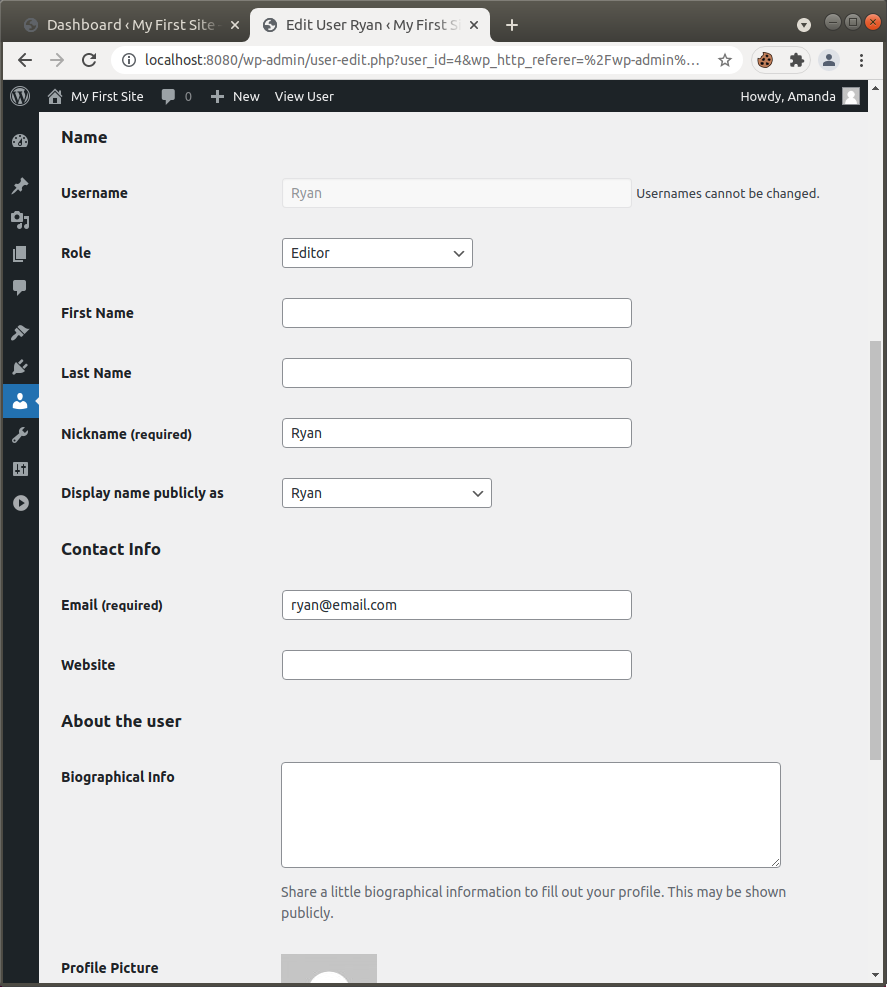 Dashboard ‹ My First Site
Edit User Ryan ‹ My First S
localhost:8080/wp-admin/user-edit.php?user_id=4&wp_http_referer=%2Fwp-admin%...
My First Site
0
New
View User
Howdy, Amanda
Name
Username
Ryan
Usernames cannot be changed.
Role
Editor
First Name
Last Name
Nickname (required)
Ryan
Display name publicly as
Ryan
Contact Info
Email (required)
ryan@email.com
Website
About the user
Biographical Info
Share a little biographical information to fill out your profile. This may be shown
publicly.
Profile Picture